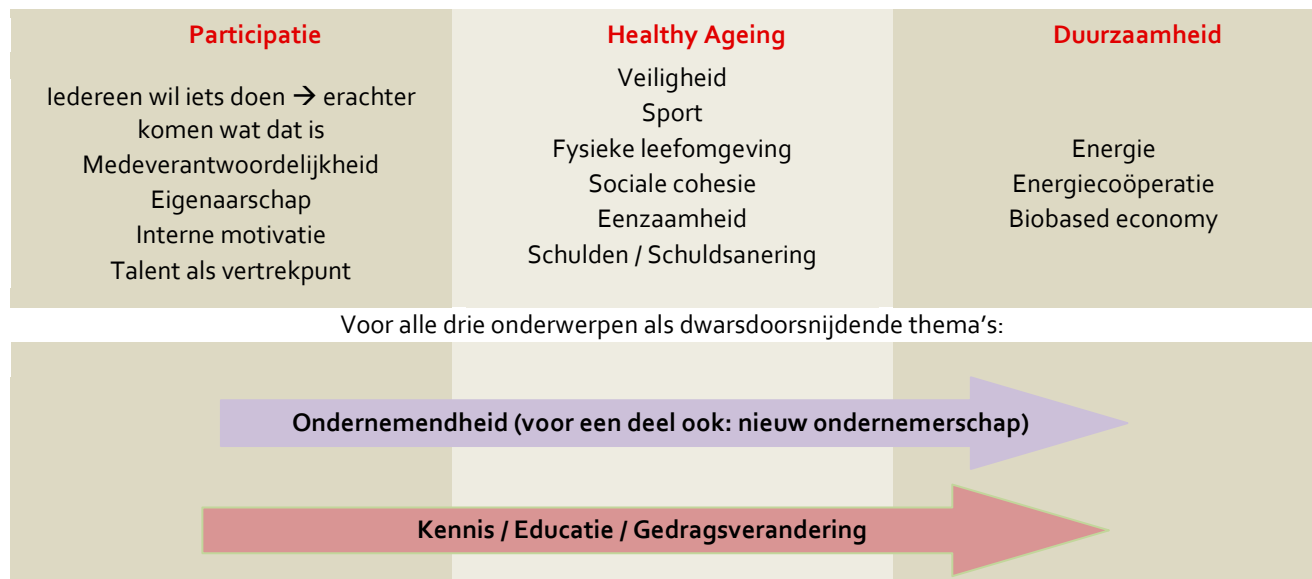 Participatie
Iedereen wil iets doen → erachter
komen wat dat is
Medeverantwoordelijkheid
Eigenaarschap
Interne motivatie
Talent als vertrekpunt
Healthy Ageing
Veiligheid
Sport
Fysieke leefomgeving
Sociale cohesie
Eenzaamheid
Schulden / Schuldsanering
Duurzaamheid
Energie
Energiecoöperatie
Biobased economy
Voor alle drie onderwerpen als dwarsdoorsnijdende thema’s:
Ondernemendheid (voor een deel ook: nieuw ondernemerschap)
Kennis / Educatie / Gedragsverandering